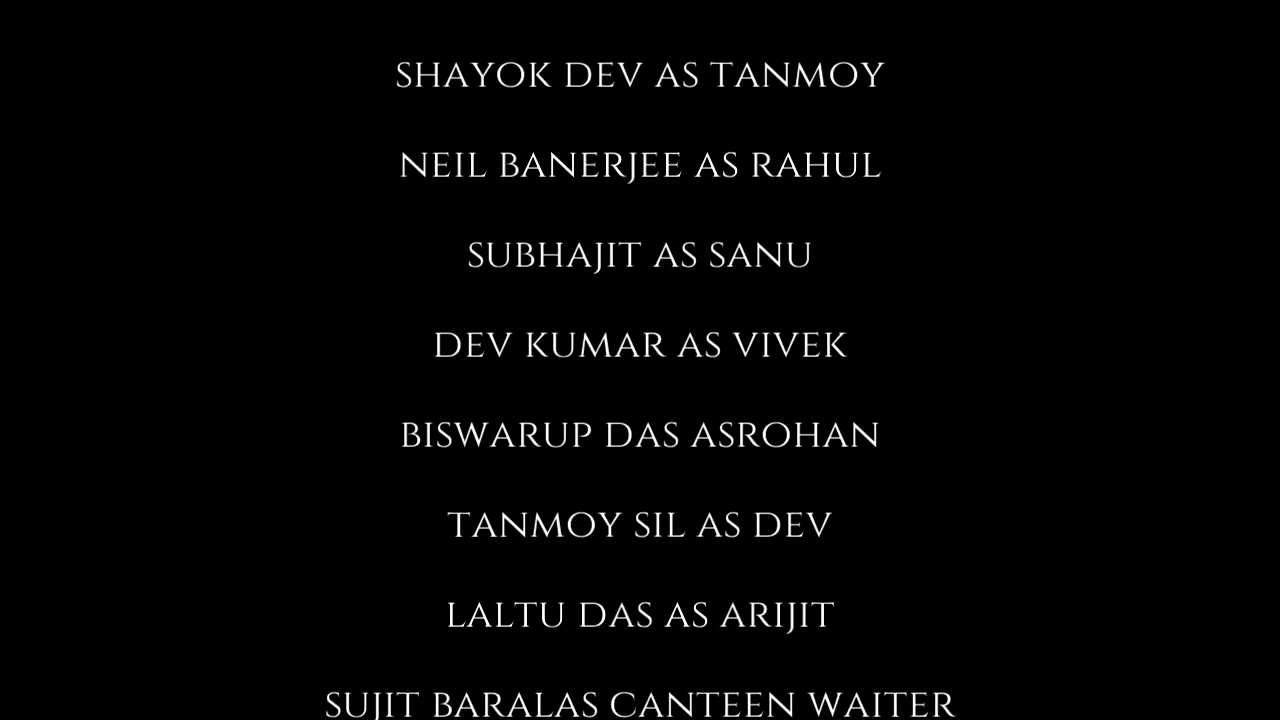 SHAYOK DEV AS TANMOY
NEIL BANERJEE AS RAHUL
SUBHAJIT AS SANU
DEV KUMAR AS VIVEK
BISWARUP DAS ASROHAN
TANMOY SIL AS DEV
LALTU DAS AS ARIJIT
SUJIT BARALAS CANTEEN WAITER